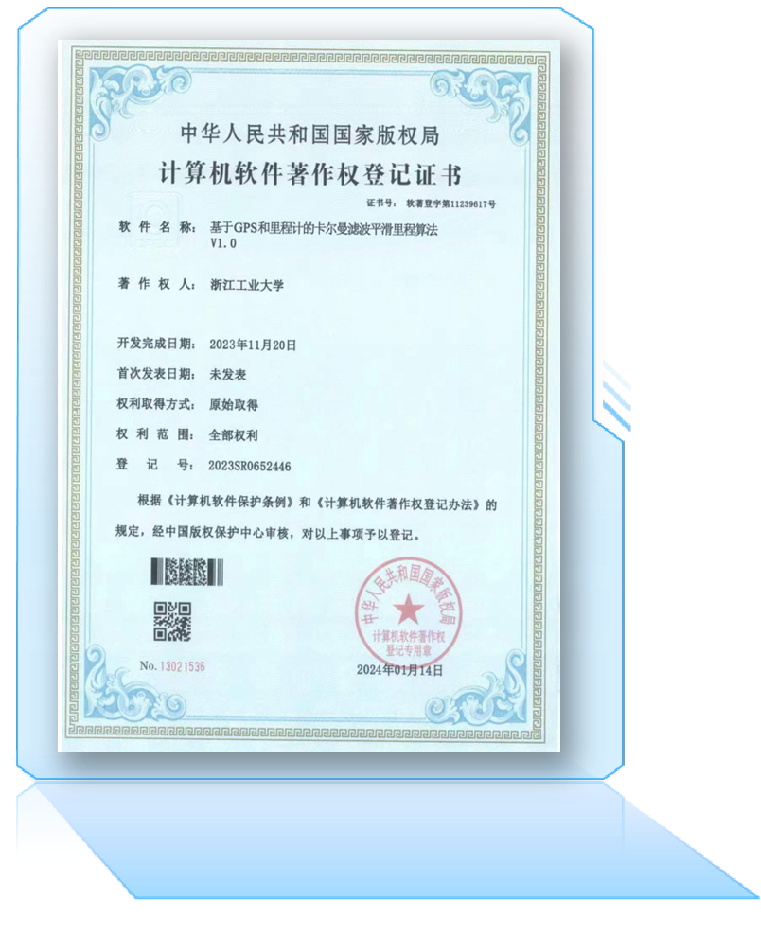 中华人民共和国国家版权局
计算机软件著作权登记证书
证书号： 软著登字第11239617号
软件名称： 基于GPS和里程计的卡尔曼滤波平滑里程算法
V1.0
著作权人： 浙江工业大学
开发完成日期： 2023年11月20日
首次发表日期： 未发表
权利取得方式： 原始取得
权利范围： 全部权利
登记号： 2023SR0652446
根据《计算机软件保护条例》和《计算机软件著作权登记办法》的
规定，经中国版权保护中心审核，对以上事项予以登记。
中华人民共和国国家版权局
计算机软件著作权
登记专用章
No. 13021536
2024年01月14日